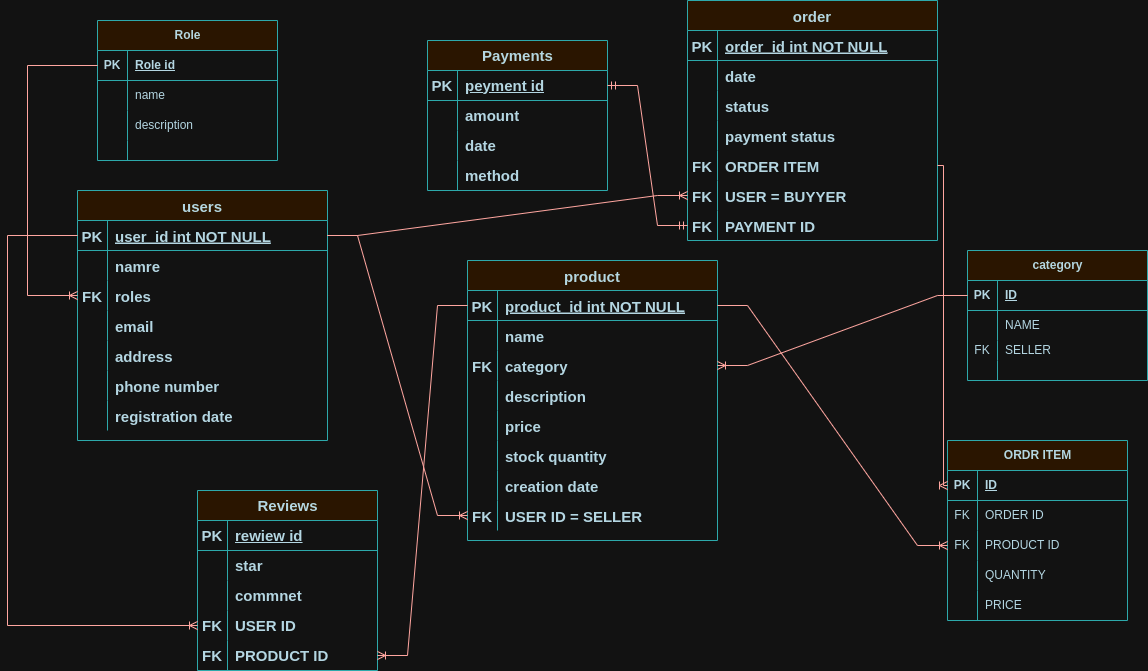 Role
PK Role id
name
description
Payments
PK peyment id
amount
date
method
order
PK order_id int NOT NULL
date
status
payment status
FK ORDER ITEM
FK USER = BUYYER
FK PAYMENT ID
users
PK user_id int NOT NULL
namre
FK roles
email
address
phone number
registration date
product
PK product_id int NOT NULL
name
FK category
description
price
stock quantity
creation date
FK USER ID = SELLER
category
PK ID
NAME
FK SELLER
Reviews
PK rewiew id
star
commnet
FK USER ID
FK PRODUCT ID
ORDR ITEM
PK ID
FK ORDER ID
FK PRODUCT ID
QUANTITY
PRICE